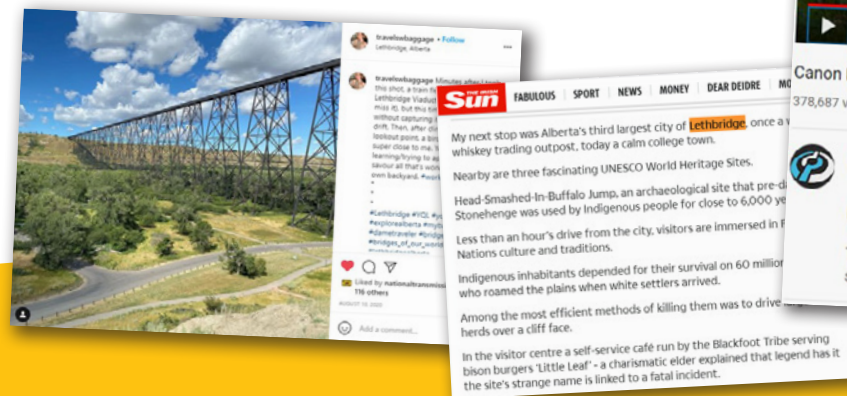 travelswbaggage • Follow
Lethbridge, Alberta
travelswbaggage Minutes after I
this shot, a train
Lethbridge Viaduct
miss it), but this
without capturing
drift. Then, after
lookout point, a
super close to me.
learning/trying to
savour all that's
own backyard.
#Lethbridge #YQL
#explorealberta
#dametraveler
#bridges_of_our_world
Liked by
116 others
AUGUST 15, 2020
Add a comment...
THE IRISH
Sun
FABULOUS
SPORT
NEWS
MONEY
DEAR DEIDRE
MO
My next stop was Alberta's third largest city of Lethbridge, once a
whiskey trading outpost, today a calm college town.
Nearby are three fascinating UNESCO World Heritage Sites.
Head-Smashed-In-Buffalo Jump, an archaeological site that pre-d
Stonehenge was used by Indigenous people for close to 6,000 ye
Less than an hour's drive from the city, visitors are immersed in F
Nations culture and traditions.
Indigenous inhabitants depended for their survival on 60 million
who roamed the plains when white settlers arrived.
Among the most efficient methods of killing them was to drive
herds over a cliff face.
In the visitor centre a self-service café run by the Blackfoot Tribe serving
bison burgers 'Little Leaf' - a charismatic elder explained that legend has it
the site's strange name is linked to a fatal incident.
Canon
378,687 v